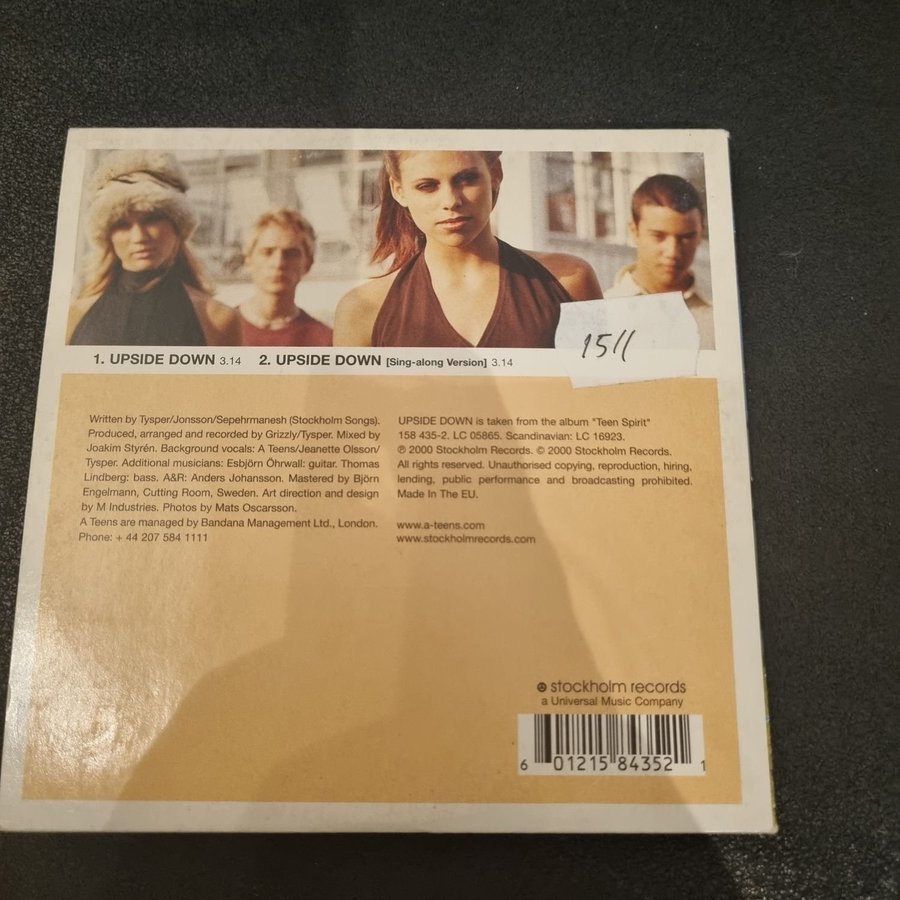 15//
1. UPSIDE DOWN 3.14 2. UPSIDE DOWN [Sing-along Version] 3.14
Written by Tysper/Jonsson/Sepehrmanesh (Stockholm Songs).
Produced, arranged and recorded by Grizzly/Tysper. Mixed by
Joakim Styrén. Background vocals: A Teens/Jeanette Olsson/
Tysper. Additional musicians: Esbjörn Öhrwall: guitar. Thomas
Lindberg: bass. A&R: Anders Johansson. Mastered by Björn
Engelmann, Cutting Room, Sweden. Art direction and design
by M Industries. Photos by Mats Oscarsson.
A Teens are managed by Bandana Management Ltd., London.
Phone: + 44 207 584 1111
UPSIDE DOWN is taken from the album "Teen Spirit"
158 435-2. LC 05865. Scandinavian: LC 16923.
℗ 2000 Stockholm Records. © 2000 Stockholm Records.
All rights reserved. Unauthorised copying, reproduction, hiring,
lending, public performance and broadcasting prohibited.
Made In The EU.
www.a-teens.com
www.stockholmrecords.com
stockholm records
a Universal Music Company
6 01215 84352 1